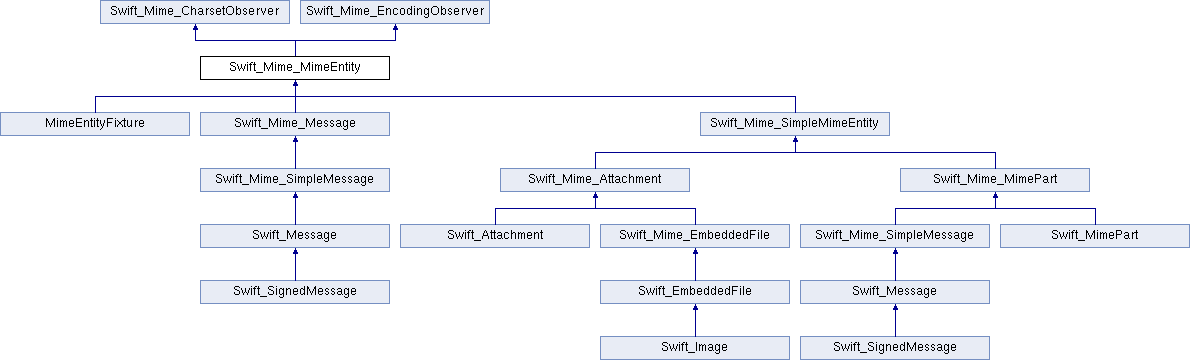 Swift_Mime_CharsetObserver
Swift_Mime_EncodingObserver
Swift_Mime_MimeEntity
MimeEntityFixture
Swift_Mime_Message
Swift_Mime_SimpleMimeEntity
Swift_Mime_SimpleMessage
Swift_Mime_Attachment
Swift_Mime_MimePart
Swift_Message
Swift_Attachment
Swift_Mime_EmbeddedFile
Swift_Mime_SimpleMessage
Swift_MimePart
Swift_SignedMessage
Swift_EmbeddedFile
Swift_Message
Swift_Image
Swift_SignedMessage